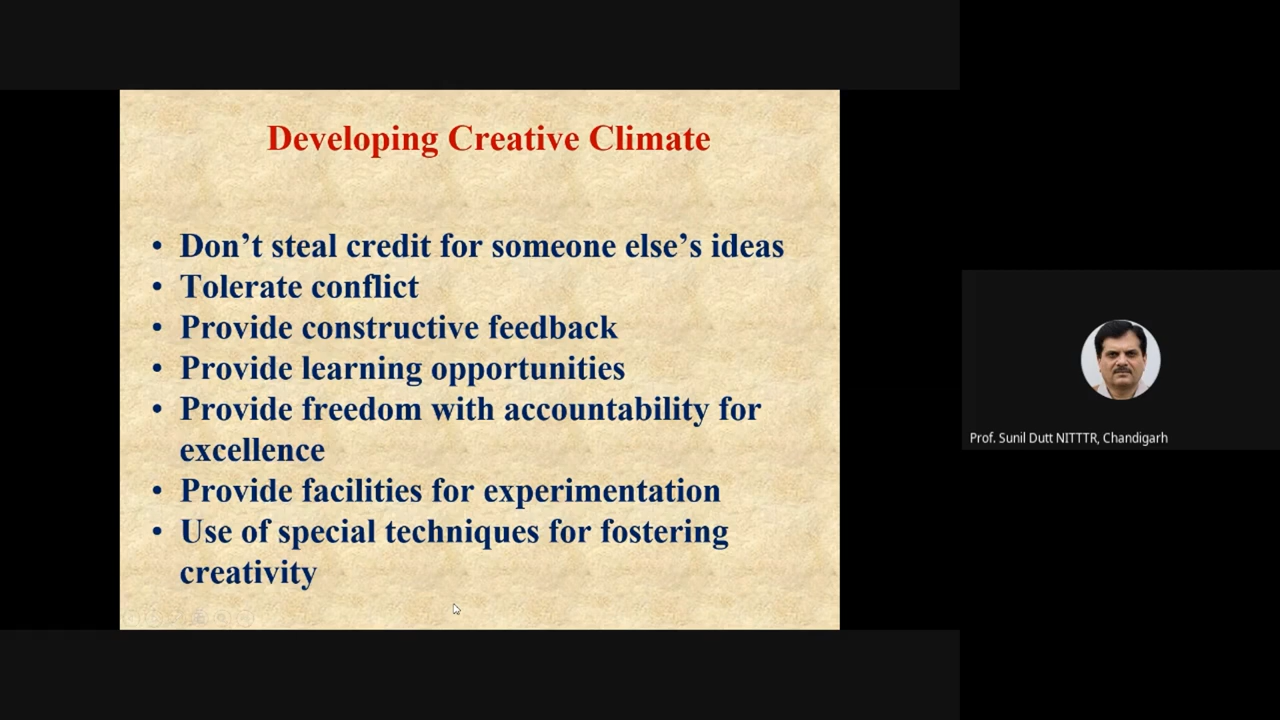 Developing Creative Climate
• Don’t steal credit for someone else’s ideas
• Tolerate conflict
• Provide constructive feedback
• Provide learning opportunities
• Provide freedom with accountability for
excellence
• Provide facilities for experimentation
• Use of special techniques for fostering
creativity
Prof. Sunil Dutt NITTTR, Chandigarh